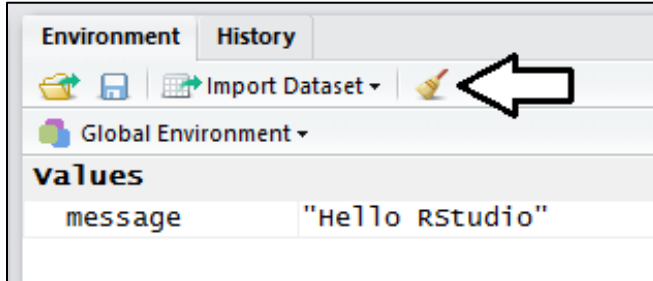 Environment History
Import Dataset
Global Environment
Values
message "Hello RStudio"